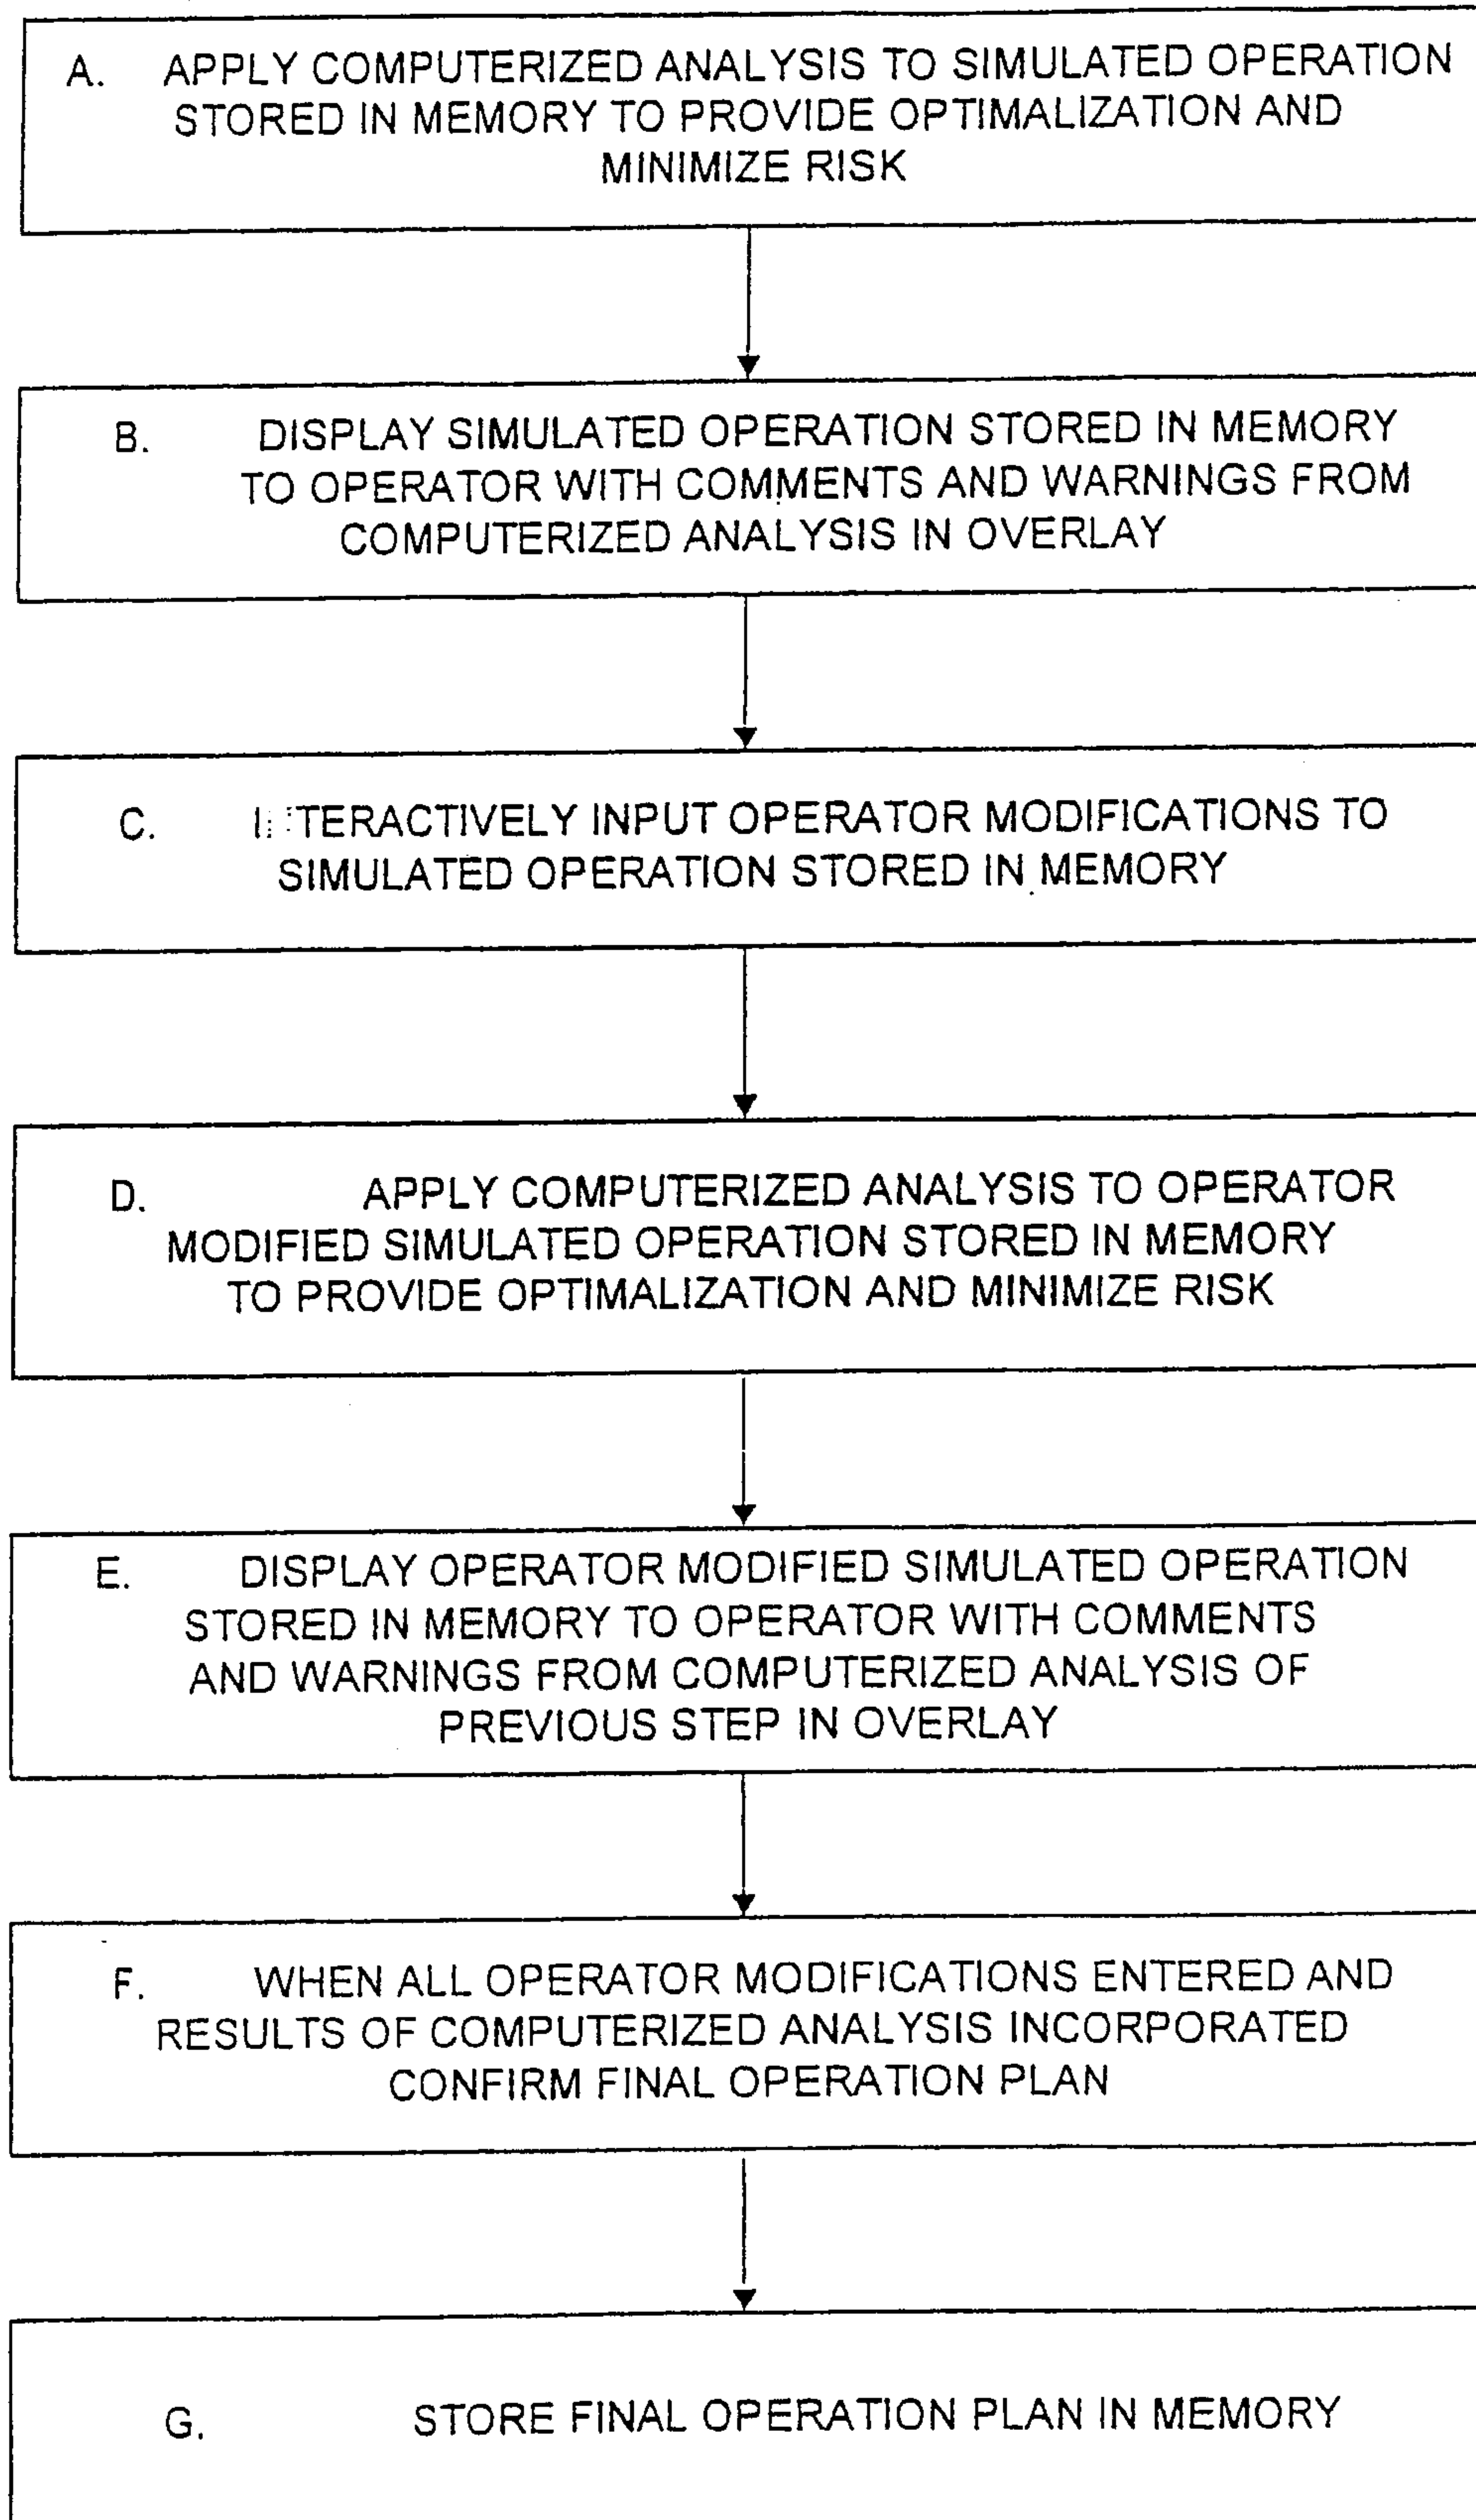 A. APPLY COMPUTERIZED ANALYSIS TO SIMULATED OPERATION
STORED IN MEMORY TO PROVIDE OPTIMALIZATION AND
MINIMIZE RISK
B. DISPLAY SIMULATED OPERATION STORED IN MEMORY
TO OPERATOR WITH COMMENTS AND WARNINGS FROM
COMPUTERIZED ANALYSIS IN OVERLAY
C. INTERACTIVELY INPUT OPERATOR MODIFICATIONS TO
SIMULATED OPERATION STORED IN MEMORY
D. APPLY COMPUTERIZED ANALYSIS TO OPERATOR
MODIFIED SIMULATED OPERATION STORED IN MEMORY
TO PROVIDE OPTIMALIZATION AND MINIMIZE RISK
E. DISPLAY OPERATOR MODIFIED SIMULATED OPERATION
STORED IN MEMORY TO OPERATOR WITH COMMENTS
AND WARNINGS FROM COMPUTERIZED ANALYSIS OF
PREVIOUS STEP IN OVERLAY
F. WHEN ALL OPERATOR MODIFICATIONS ENTERED AND
RESULTS OF COMPUTERIZED ANALYSIS INCORPORATED
CONFIRM FINAL OPERATION PLAN
G. STORE FINAL OPERATION PLAN IN MEMORY